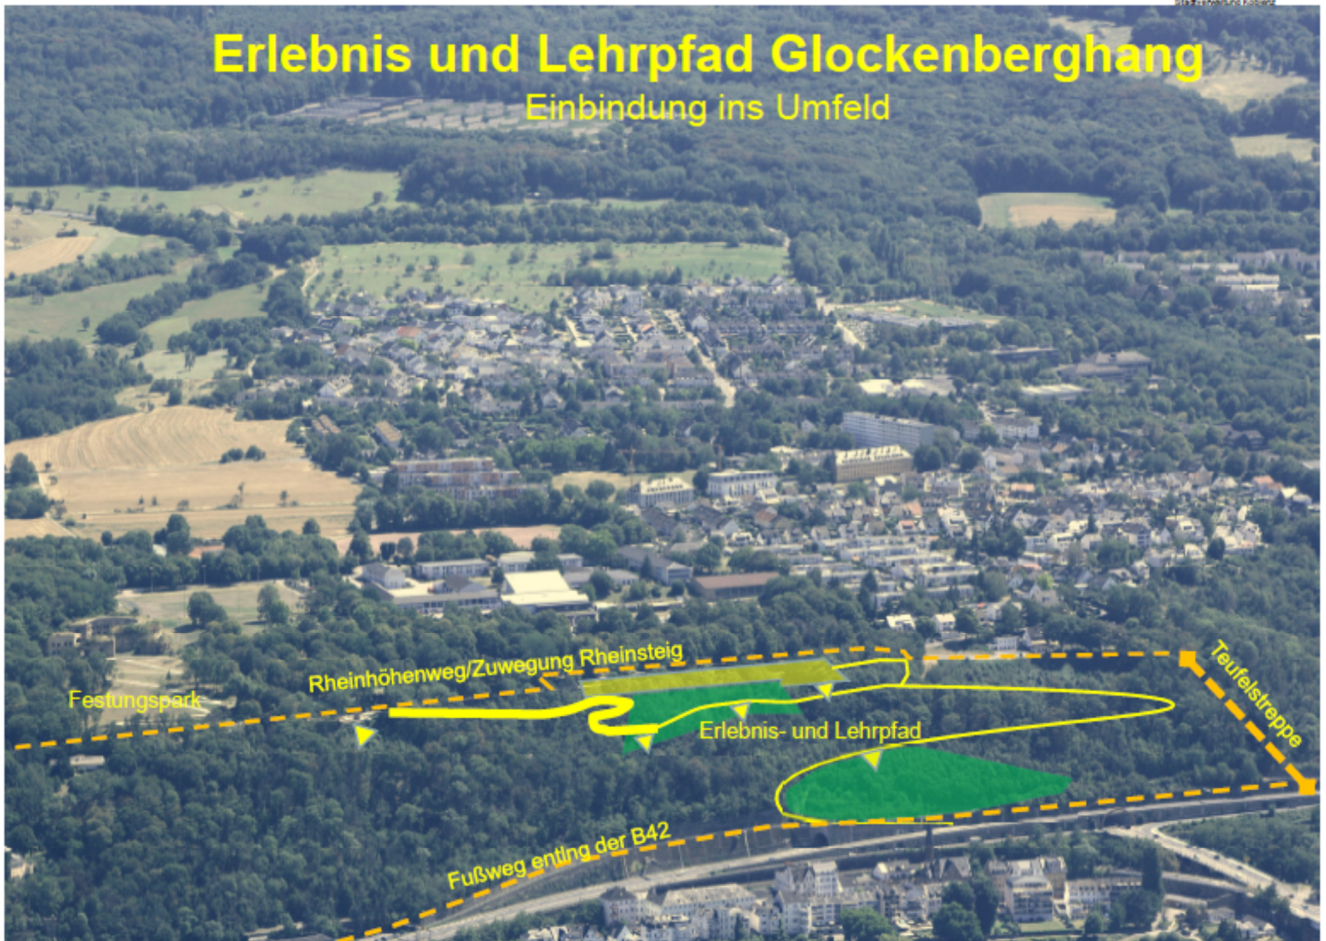 Erlebnis und Lehrpfad Glockenberghang
Einbindung ins Umfeld
Rheinhöhenweg/Zuwegung Rheinsteig
Festungspark
Teufelstreppe
Erlebnis- und Lehrpfad
Fußweg entlng der B42